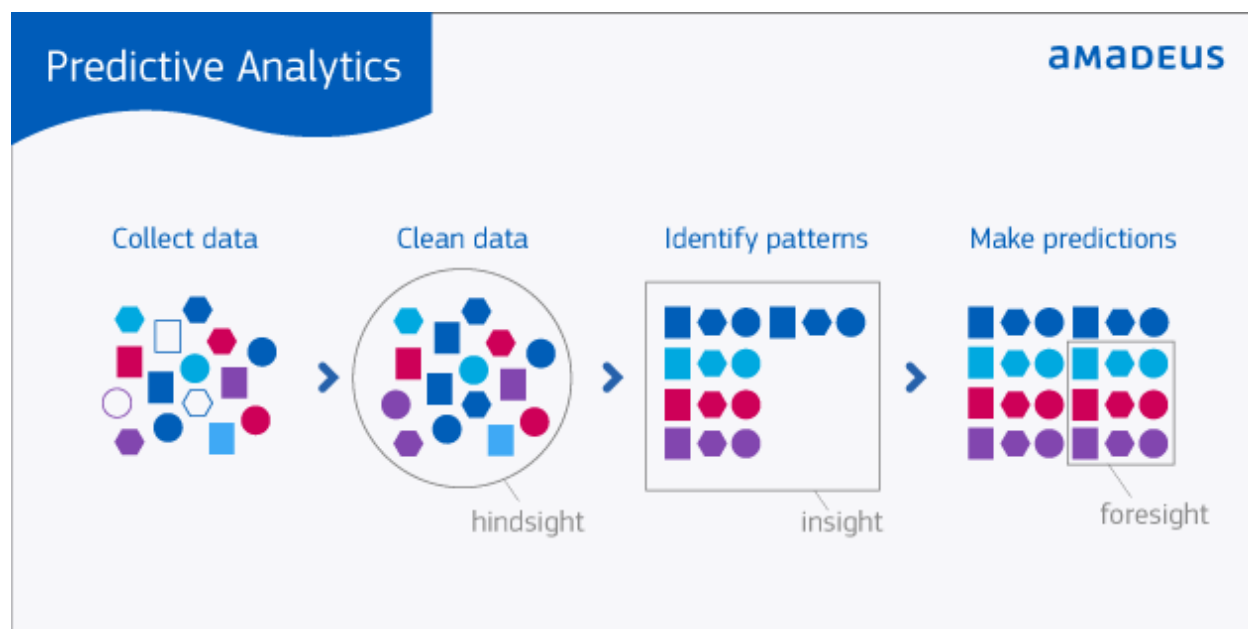 Predictive Analytics
amadeus
Collect data
Clean data
Identify patterns
Make predictions
hindsight
insight
foresight